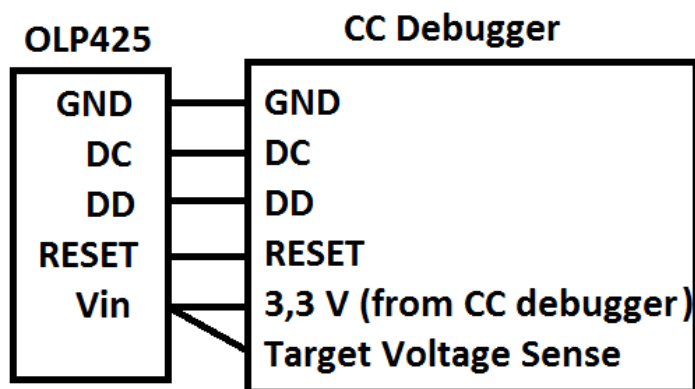 OLP425
CC Debugger
GND
GND
DC
DC
DD
DD
RESET
RESET
Vin
3,3 V (from CC debugger)
Target Voltage Sense